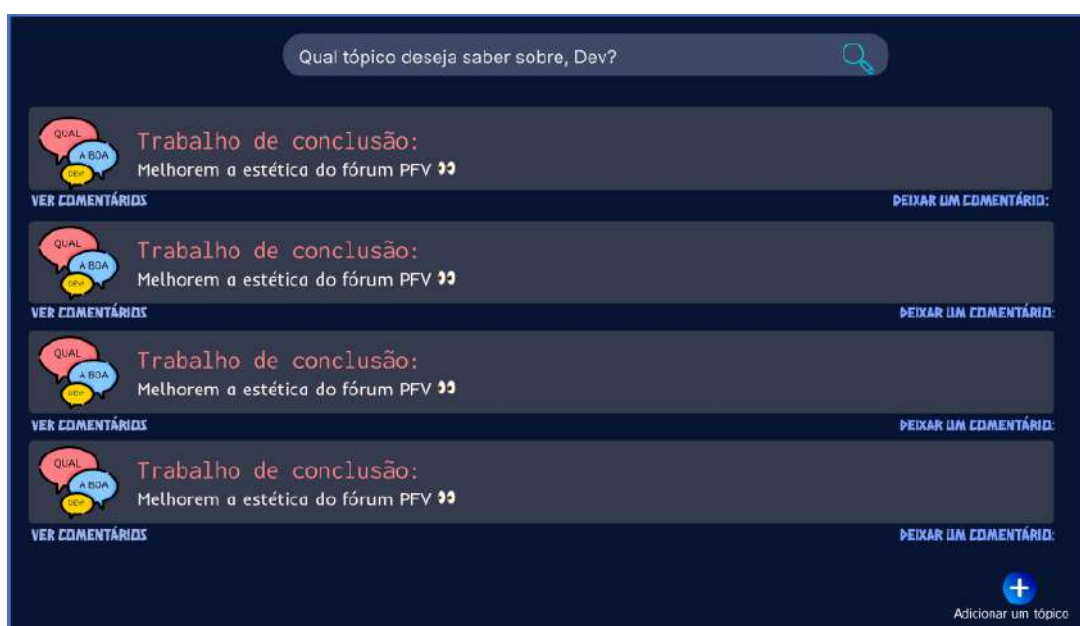 Qual tópico deseja saber sobre, Dev?
QUAL
A BOA
DEV?
Trabalho de conclusão:
Melhorem a estética do fórum PFV 👀
VER COMENTÁRIOS
DEIXAR UM COMENTÁRIO:
QUAL
A BOA
DEV?
Trabalho de conclusão:
Melhorem a estética do fórum PFV 👀
VER COMENTÁRIOS
DEIXAR UM COMENTÁRIO:
QUAL
A BOA
DEV?
Trabalho de conclusão:
Melhorem a estética do fórum PFV 👀
VER COMENTÁRIOS
DEIXAR UM COMENTÁRIO:
QUAL
A BOA
DEV?
Trabalho de conclusão:
Melhorem a estética do fórum PFV 👀
VER COMENTÁRIOS
DEIXAR UM COMENTÁRIO:
Adicionar um tópico